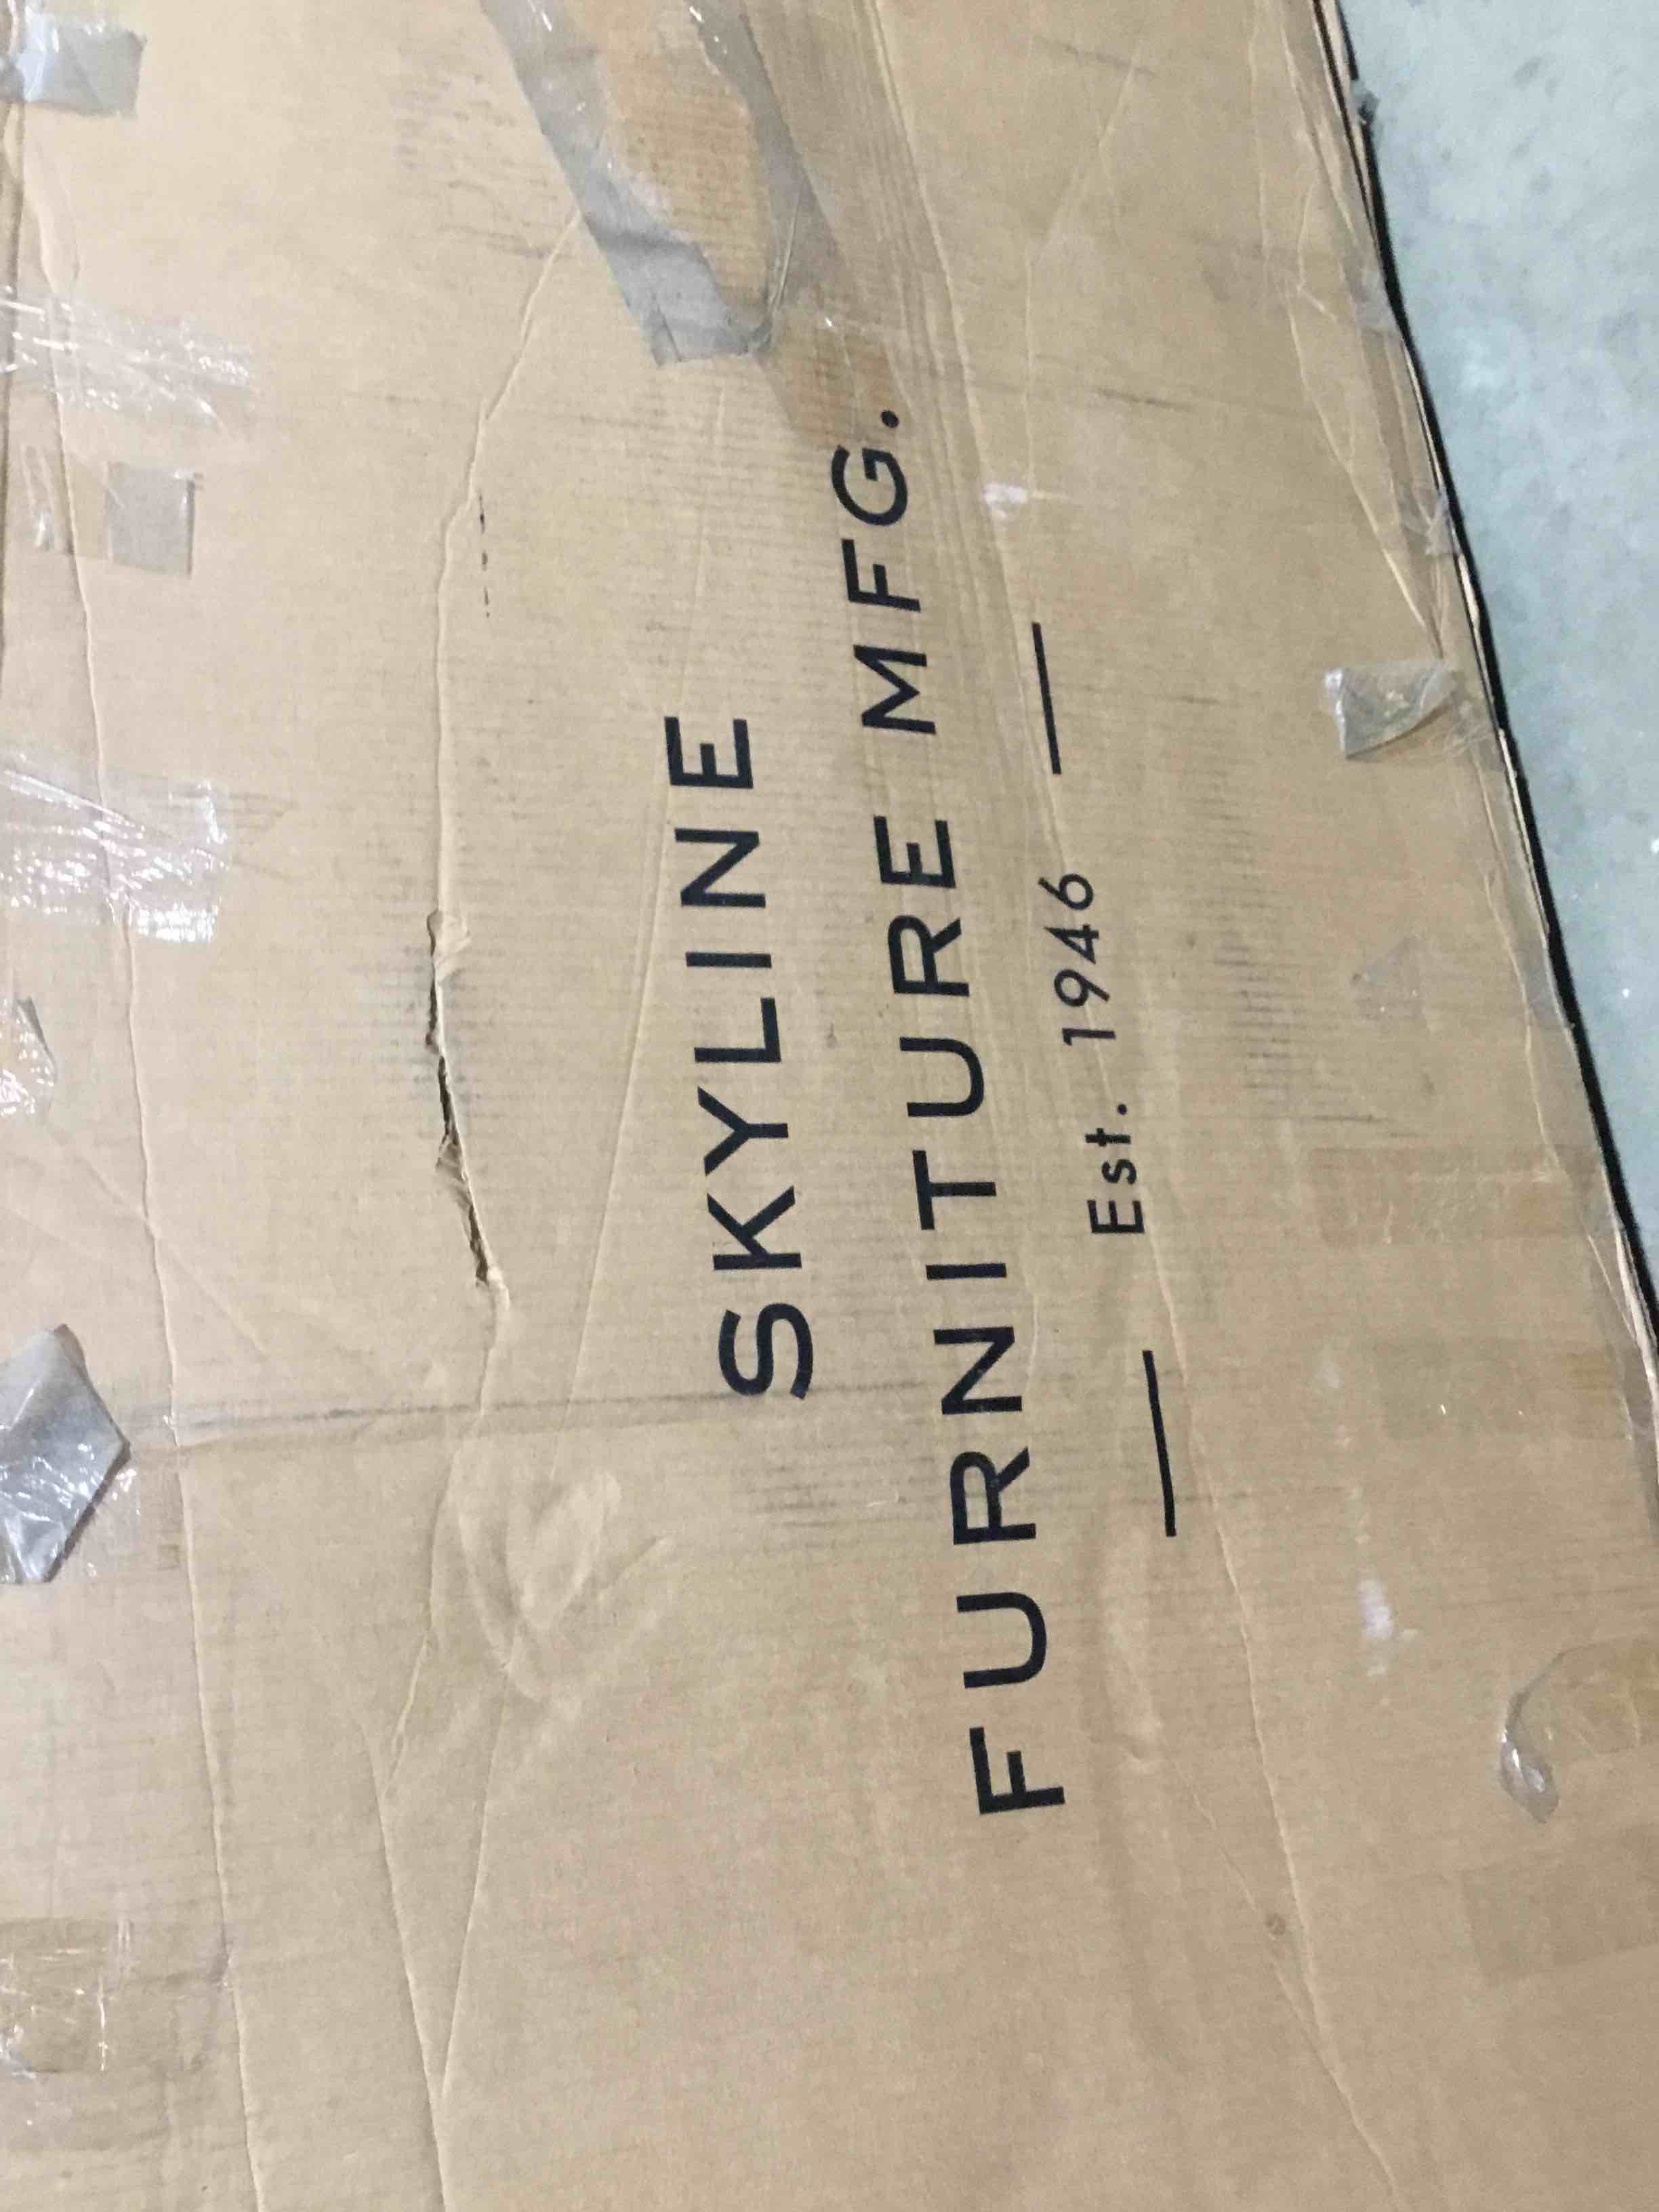 SKYLINE
FURNITURE MFG.
Est. 1946